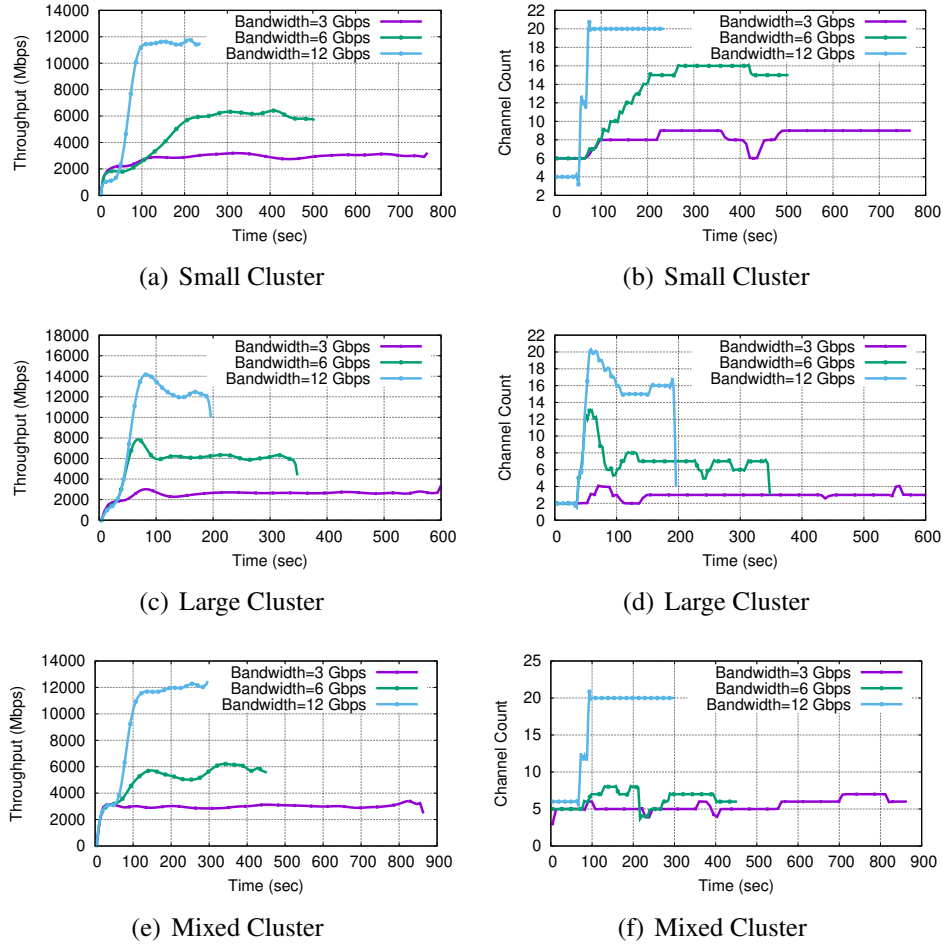 14000
12000
10000
8000
6000
4000
2000
0
Throughput (Mbps)
Bandwidth=3 Gbps
Bandwidth=6 Gbps
Bandwidth=12 Gbps
0 100 200 300 400 500 600 700 800
Time (sec)
(a) Small Cluster
22
20
18
16
14
12
10
8
6
4
2
Channel Count
Bandwidth=3 Gbps
Bandwidth=6 Gbps
Bandwidth=12 Gbps
0 100 200 300 400 500 600 700 800
Time (sec)
(b) Small Cluster
18000
16000
14000
12000
10000
8000
6000
4000
2000
0
Throughput (Mbps)
Bandwidth=3 Gbps
Bandwidth=6 Gbps
Bandwidth=12 Gbps
0 100 200 300 400 500 600
Time (sec)
(c) Large Cluster
22
20
18
16
14
12
10
8
6
4
2
0
Channel Count
Bandwidth=3 Gbps
Bandwidth=6 Gbps
Bandwidth=12 Gbps
0 100 200 300 400 500 600
Time (sec)
(d) Large Cluster
14000
12000
10000
8000
6000
4000
2000
0
Throughput (Mbps)
Bandwidth=3 Gbps
Bandwidth=6 Gbps
Bandwidth=12 Gbps
0 100 200 300 400 500 600 700 800 900
Time (sec)
(e) Mixed Cluster
25
20
15
10
5
0
Channel Count
Bandwidth=3 Gbps
Bandwidth=6 Gbps
Bandwidth=12 Gbps
0 100 200 300 400 500 600 700 800 900
Time (sec)
(f) Mixed Cluster